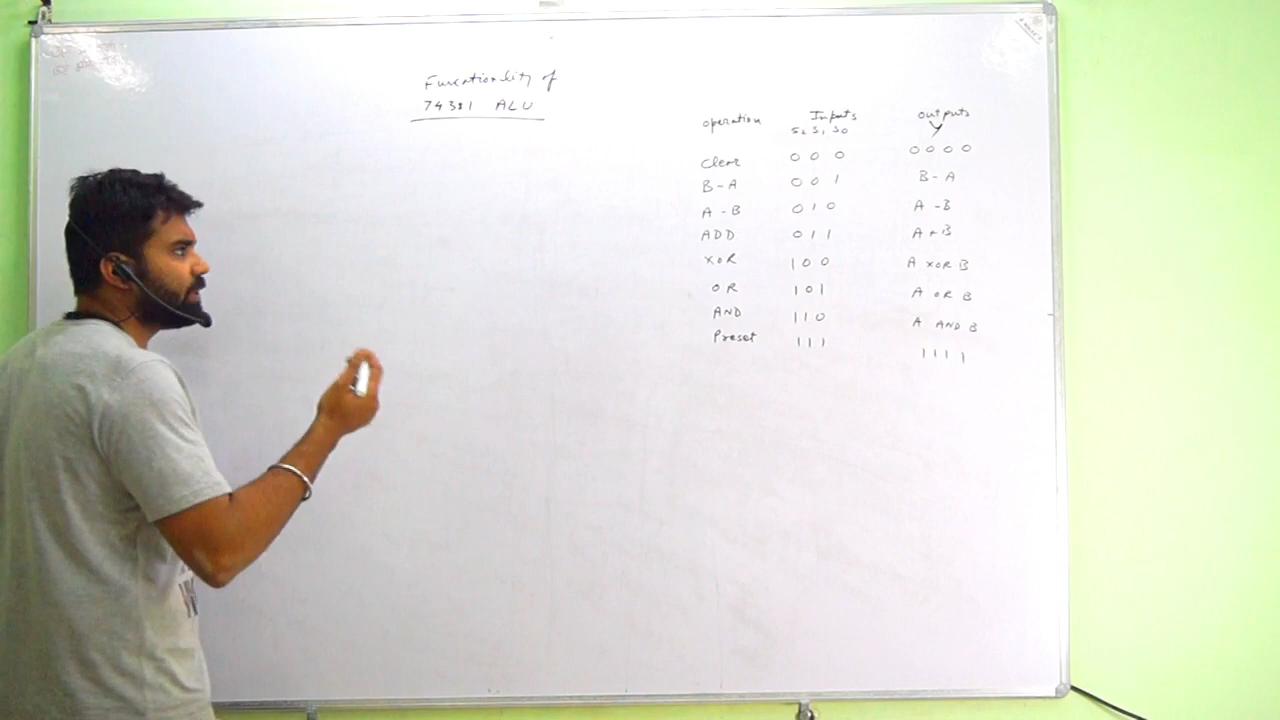 Functionality of
74381 ALU
operation Inputs outputs
S2 S1 S0 Y
Clear 0 0 0 0 0 0 0
B-A 0 0 1 B-A
A-B 0 1 0 A-B
ADD 0 1 1 A+B
XOR 1 0 0 A XOR B
OR 1 0 1 A OR B
AND 1 1 0 A AND B
Preset 1 1 1 1 1 1 1